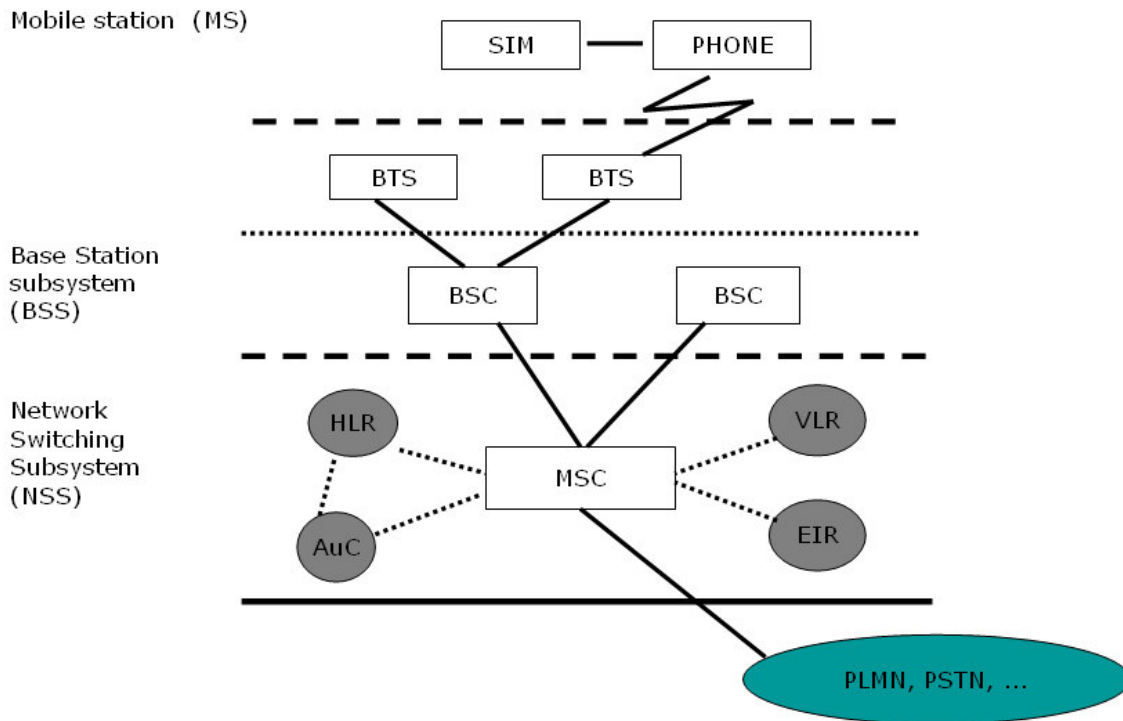 Mobile station (MS)
SIM
PHONE
BTS
BTS
Base Station
subsystem
(BSS)
BSC
BSC
Network
Switching
Subsystem
(NSS)
HLR
VLR
MSC
AuC
EIR
PLMN, PSTN, ...